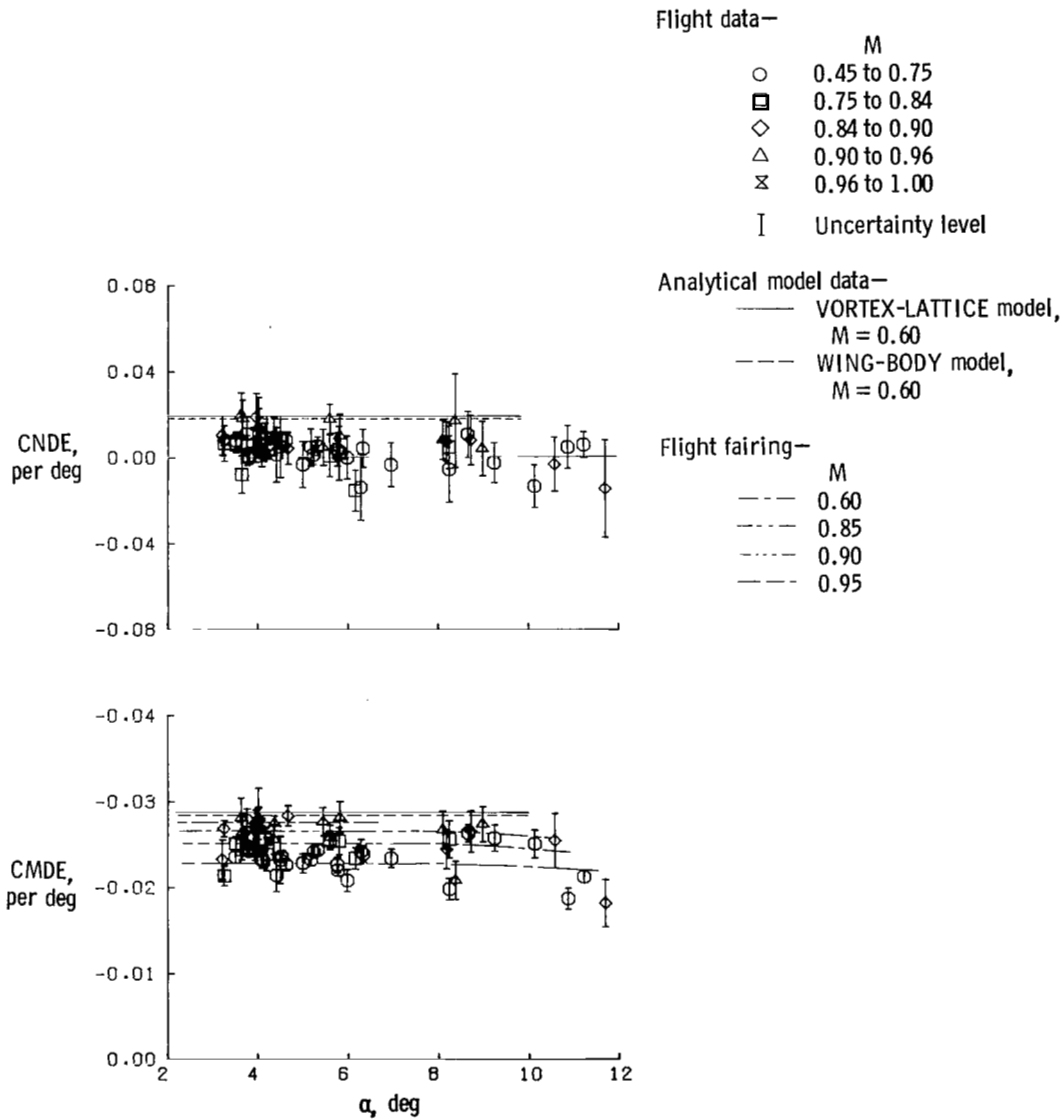 Flight data—
M
0.45 to 0.75
0.75 to 0.84
0.84 to 0.90
0.90 to 0.96
0.96 to 1.00
Uncertainty level
Analytical model data—
VORTEX-LATTICE model,
M = 0.60
WING-BODY model,
M = 0.60
Flight fairing—
M
0.60
0.85
0.90
0.95
0.08
0.04
CNDE,
per deg
0.00
-0.04
-0.08
-0.04
-0.03
CMDE,
per deg
-0.02
-0.01
0.00
2 4 6 8 10 12
α, deg